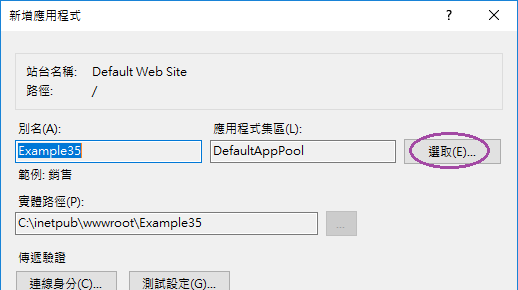 新增應用程式
? ×
站台名稱: Default Web Site
路徑: /
別名(A): 應用程式集區(L):
Example35 DefaultAppPool 選取(E)...
範例: 銷售
實體路徑(P):
C:\inetpub\wwwroot\Example35 ...
傳遞驗證
連線身分(C)... 測試設定(G)...